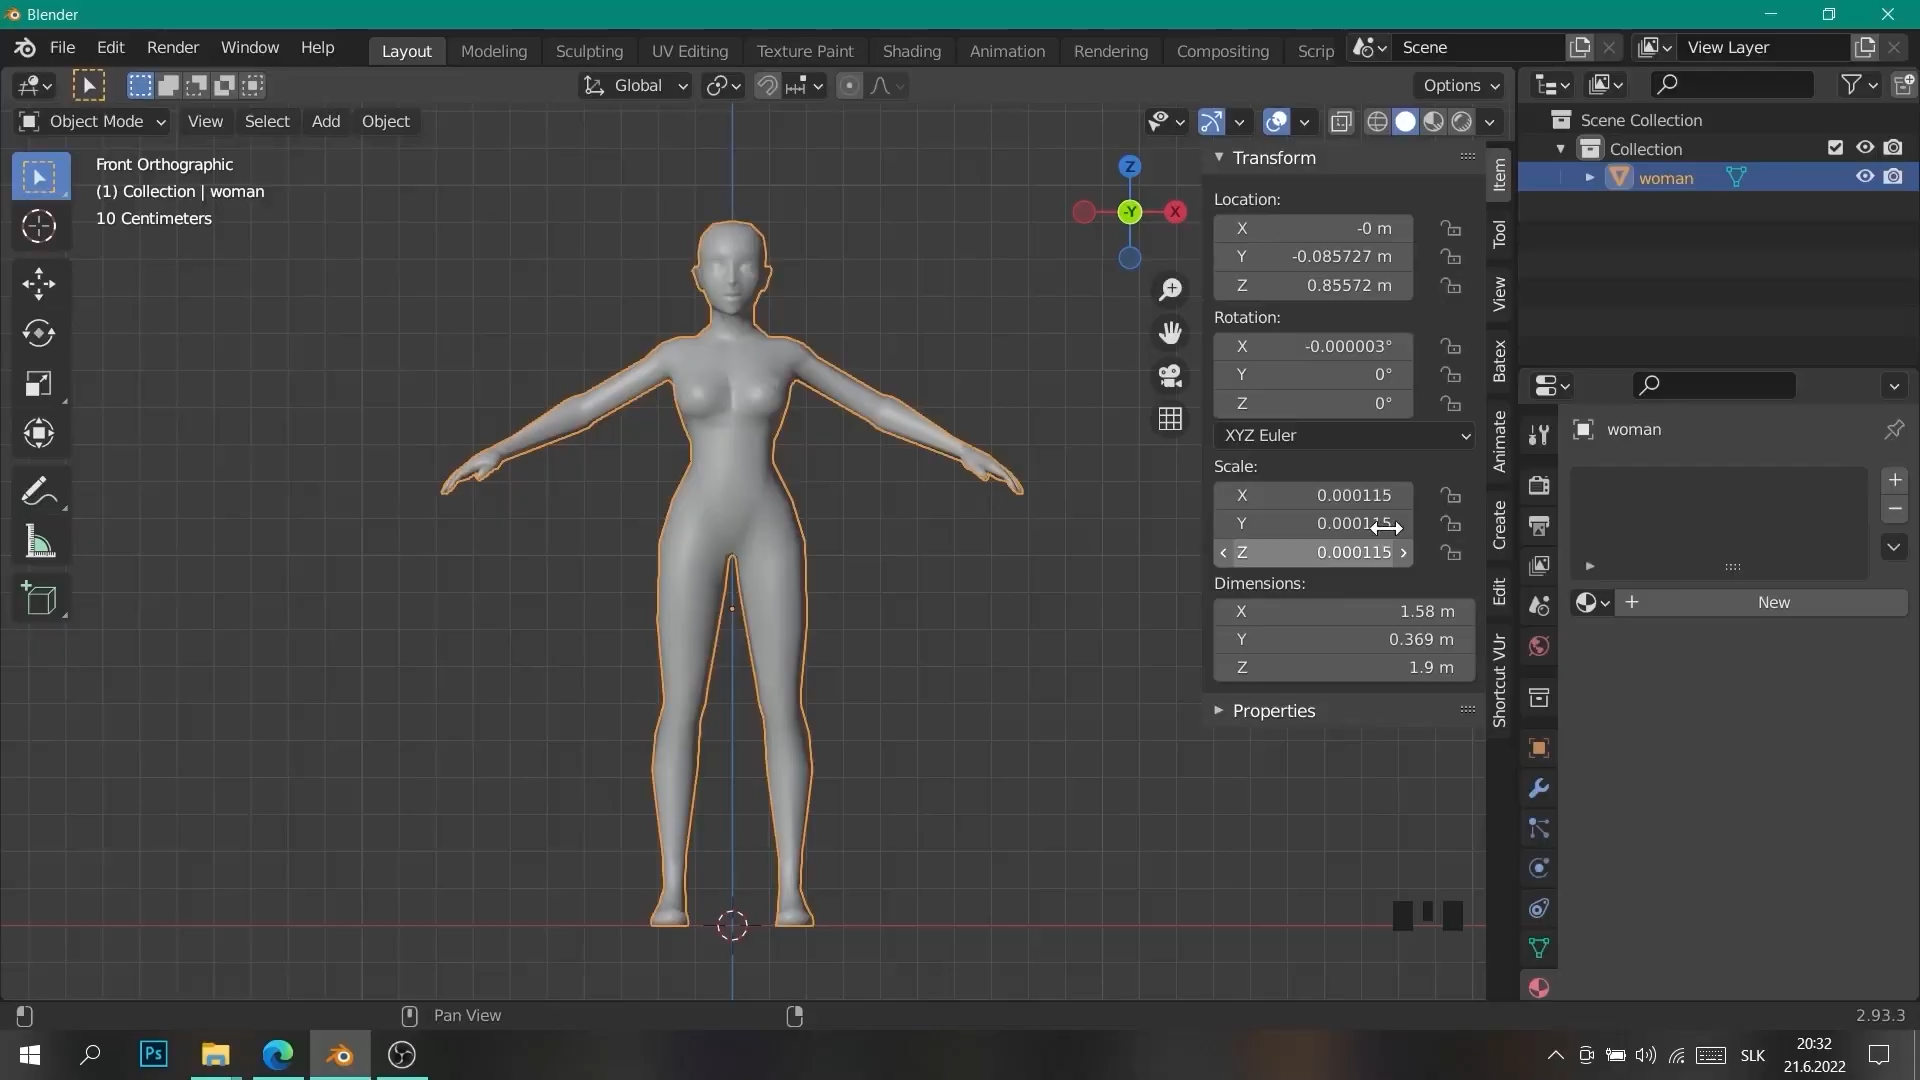 Blender
File Edit Render Window Help Layout Modeling Sculpting UV Editing Texture Paint Shading Animation Rendering Compositing Scrip Scene View Layer
Global Options
Object Mode View Select Add Object
Front Orthographic
(1) Collection | woman
10 Centimeters
Z
-Y
X
Transform
Location:
X -0 m
Y -0.085727 m
Z 0.85572 m
Rotation:
X -0.000003°
Y 0°
Z 0°
XYZ Euler
Scale:
X 0.000115
Y 0.000115
Z 0.000115
Dimensions:
X 1.58 m
Y 0.369 m
Z 1.9 m
Properties
Item
Tool
View
Batex
Animate
Create
Edit
Shortcut VUr
Scene Collection
Collection
woman
woman
New
Pan View
2.93.3
Ps
SLK
20:32
21.6.2022